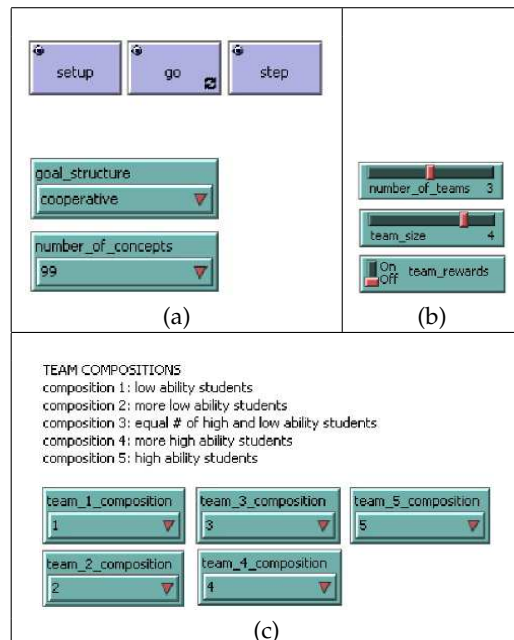 setup
go
step
goal_structure
cooperative
number_of_concepts
99
(a)
number_of_teams 3
team_size 4
On
Off
team_rewards
(b)
TEAM COMPOSITIONS
composition 1: low ability students
composition 2: more low ability students
composition 3: equal # of high and low ability students
composition 4: more high ability students
composition 5: high ability students
team_1_composition
1
team_3_composition
3
team_5_composition
5
team_2_composition
2
team_4_composition
4
(c)